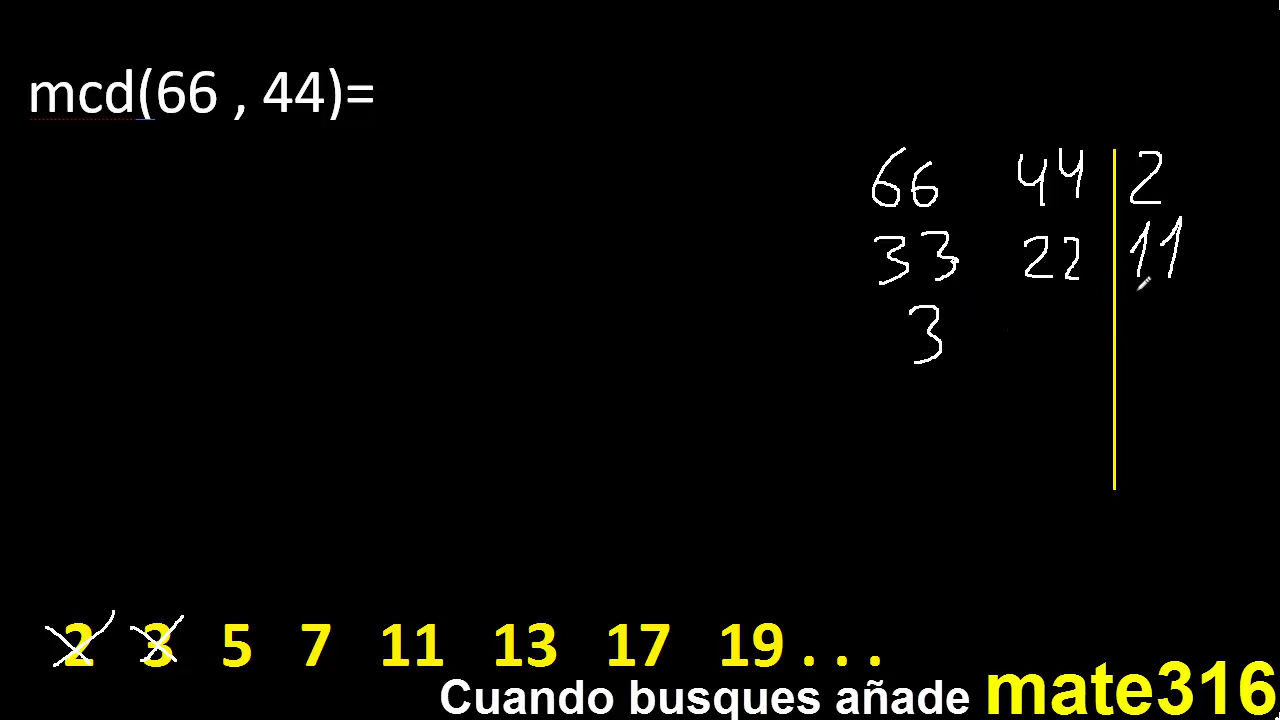 mcd(66 , 44)=
66 44 2
33 22 11
3
2 3 5 7 11 13 17 19 . . .
Cuando busques añade mate316